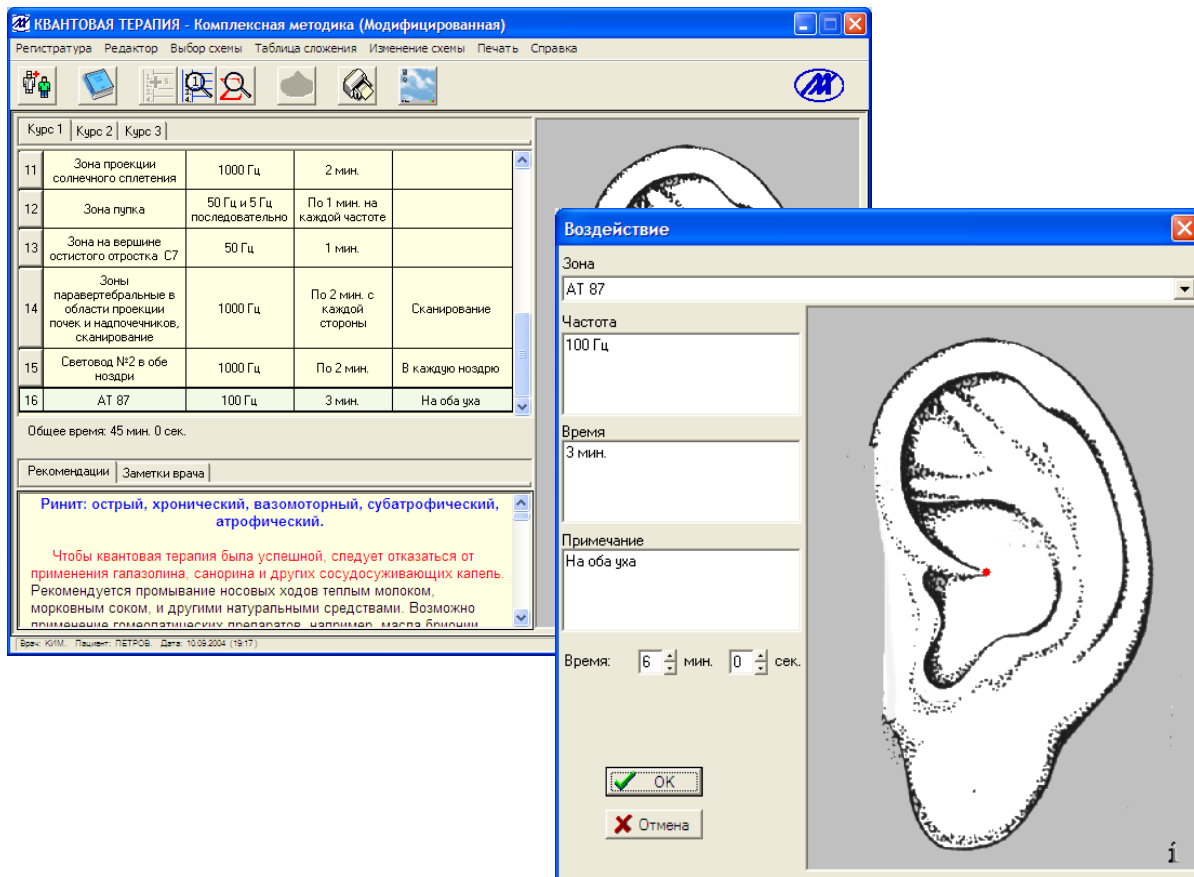 КВАНТОВАЯ ТЕРАПИЯ - Комплексная методика (Модифицированная)
Регистратура Редактор Выбор схемы Таблица сложения Изменение схемы Печать Справка
Курс 1 Курс 2 Курс 3
11 Зона проекции солнечного сплетения 1000 Гц 2 мин.
12 Зона пупка 50 Гц и 5 Гц последовательно По 1 мин. на каждой частоте
13 Зона на вершине остистого отростка С7 50 Гц 1 мин.
14 Зоны паравертебральные в области проекции почек и надпочечников, сканирование 1000 Гц По 2 мин. с каждой стороны Сканирование
15 Световод №2 в обе ноздри 1000 Гц По 2 мин. В каждую ноздрю
16 АТ 87 100 Гц 3 мин. На оба уха
Общее время: 45 мин. 0 сек.
Рекомендации Заметки врача
Ринит: острый, хронический, вазомоторный, субатрофический,
атрофический.
Чтобы квантовая терапия была успешной, следует отказаться от
применения галазолина, санорина и других сосудосуживающих капель.
Рекомендуется промывание носовых ходов теплым молоком,
морковным соком, и другими натуральными средствами. Возможно
применение гомеопатических препаратов, например, масла брионии
Врач: КИМ. Пациент: ПЕТРОВ. Дата: 10.09.2004 (19:17)
Воздействие
Зона
АТ 87
Частота
100 Гц
Время
3 мин.
Примечание
На оба уха
Время: 6 мин. 0 сек.
OK
Отмена
í